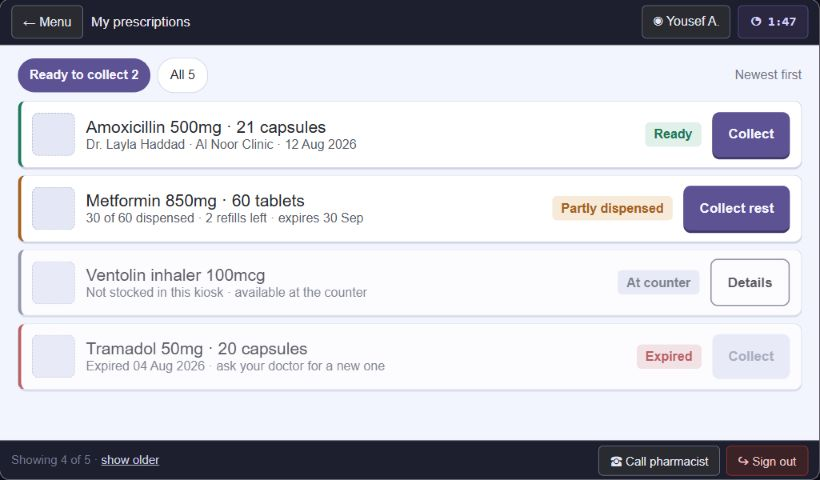 ← Menu My prescriptions ◉ Yousef A. ◔ 1:47
Ready to collect 2 All 5 Newest first
Amoxicillin 500mg · 21 capsules
Dr. Layla Haddad · Al Noor Clinic · 12 Aug 2026
Ready Collect
Metformin 850mg · 60 tablets
30 of 60 dispensed · 2 refills left · expires 30 Sep
Partly dispensed Collect rest
Ventolin inhaler 100mcg
Not stocked in this kiosk · available at the counter
At counter Details
Tramadol 50mg · 20 capsules
Expired 04 Aug 2026 · ask your doctor for a new one
Expired Collect
Showing 4 of 5 · show older ☎ Call pharmacist ↪ Sign out